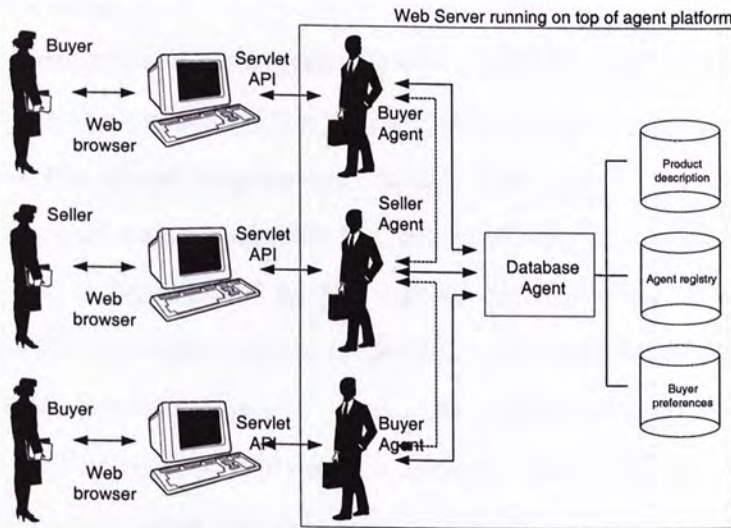 Web Server running on top of agent platform
Buyer
Servlet
API
Web
browser
Buyer
Agent
Product
description
Seller
Servlet
API
Web
browser
Seller
Agent
Database
Agent
Agent registry
Buyer
Servlet
API
Web
browser
Buyer
Agent
Buyer
preferences